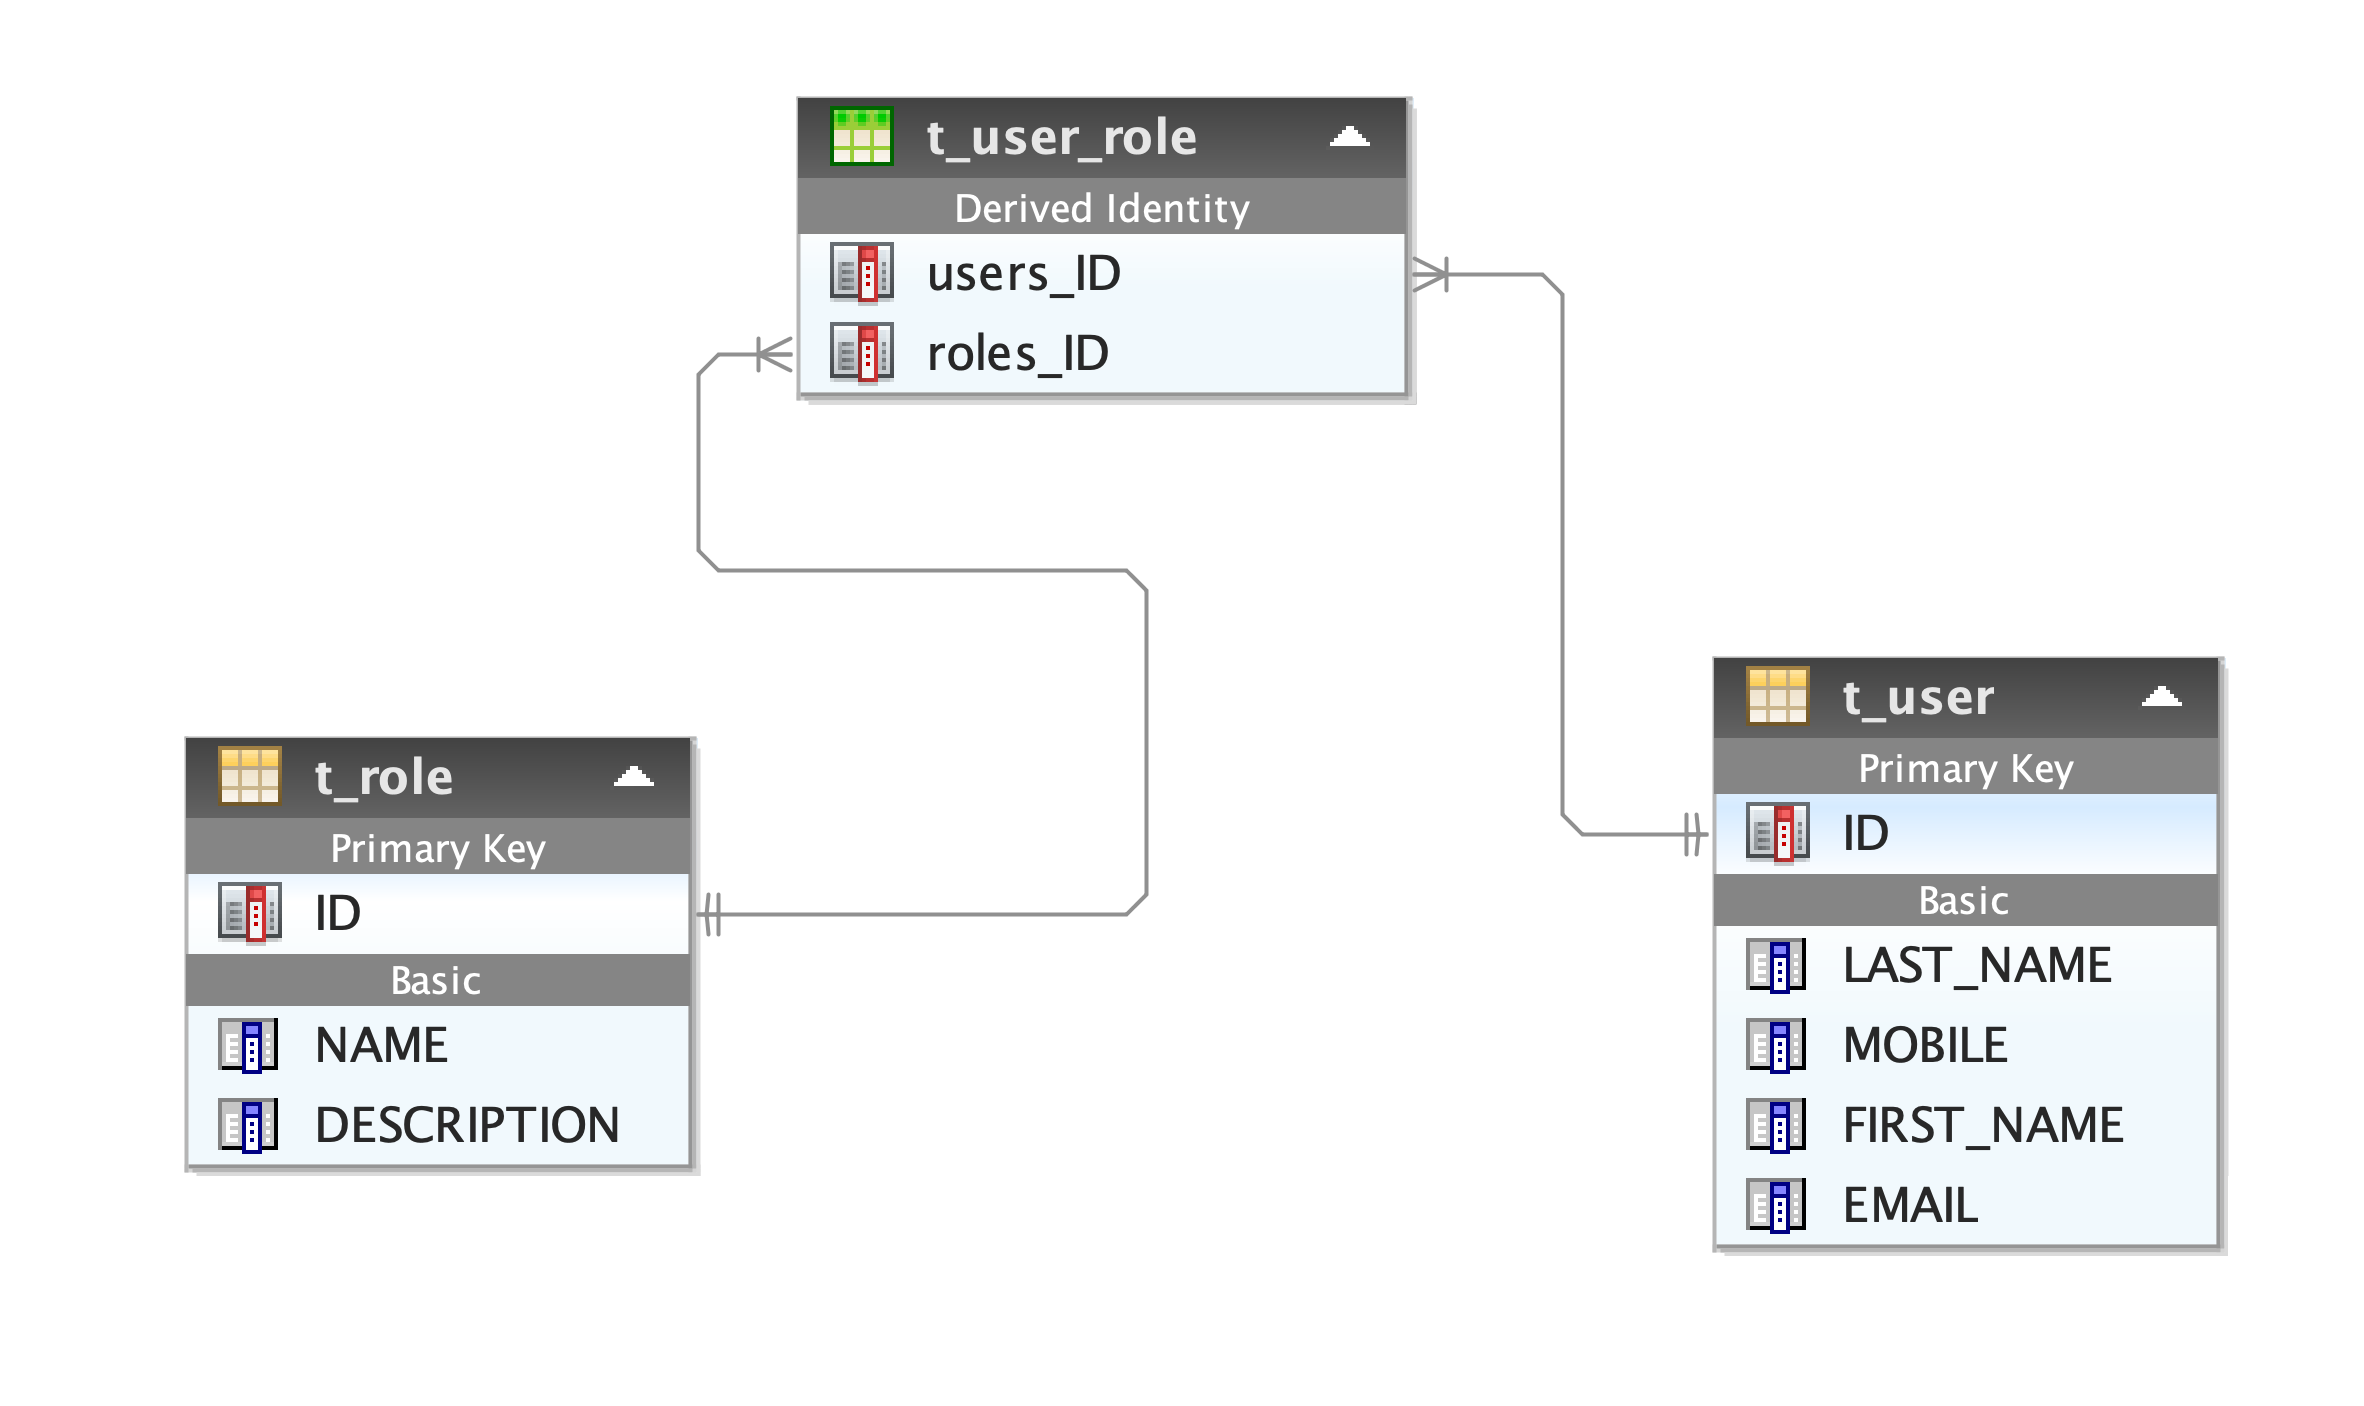 t_user_role
Derived Identity
users_ID
roles_ID
t_role
Primary Key
ID
Basic
NAME
DESCRIPTION
t_user
Primary Key
ID
Basic
LAST_NAME
MOBILE
FIRST_NAME
EMAIL